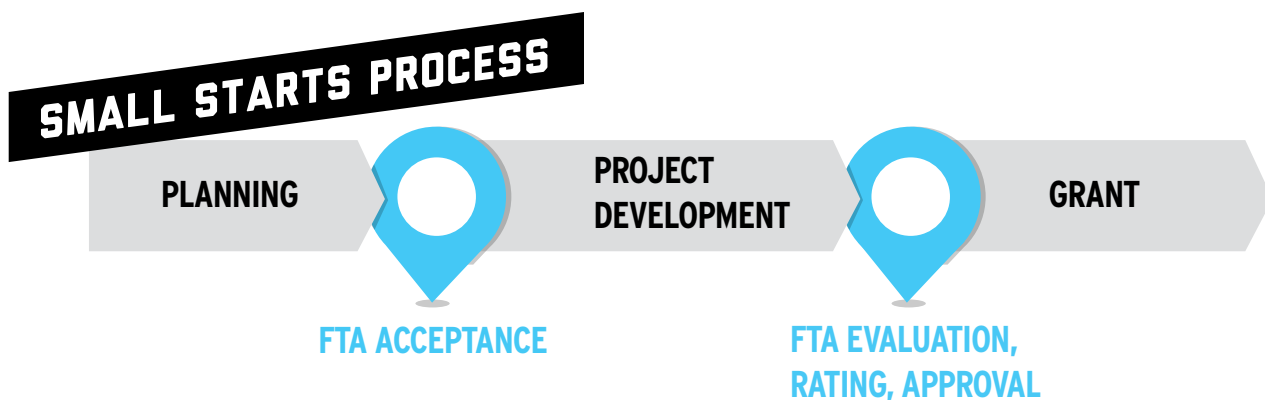 SMALL STARTS PROCESS
PLANNING
PROJECT
DEVELOPMENT
GRANT
FTA ACCEPTANCE
FTA EVALUATION,
RATING, APPROVAL